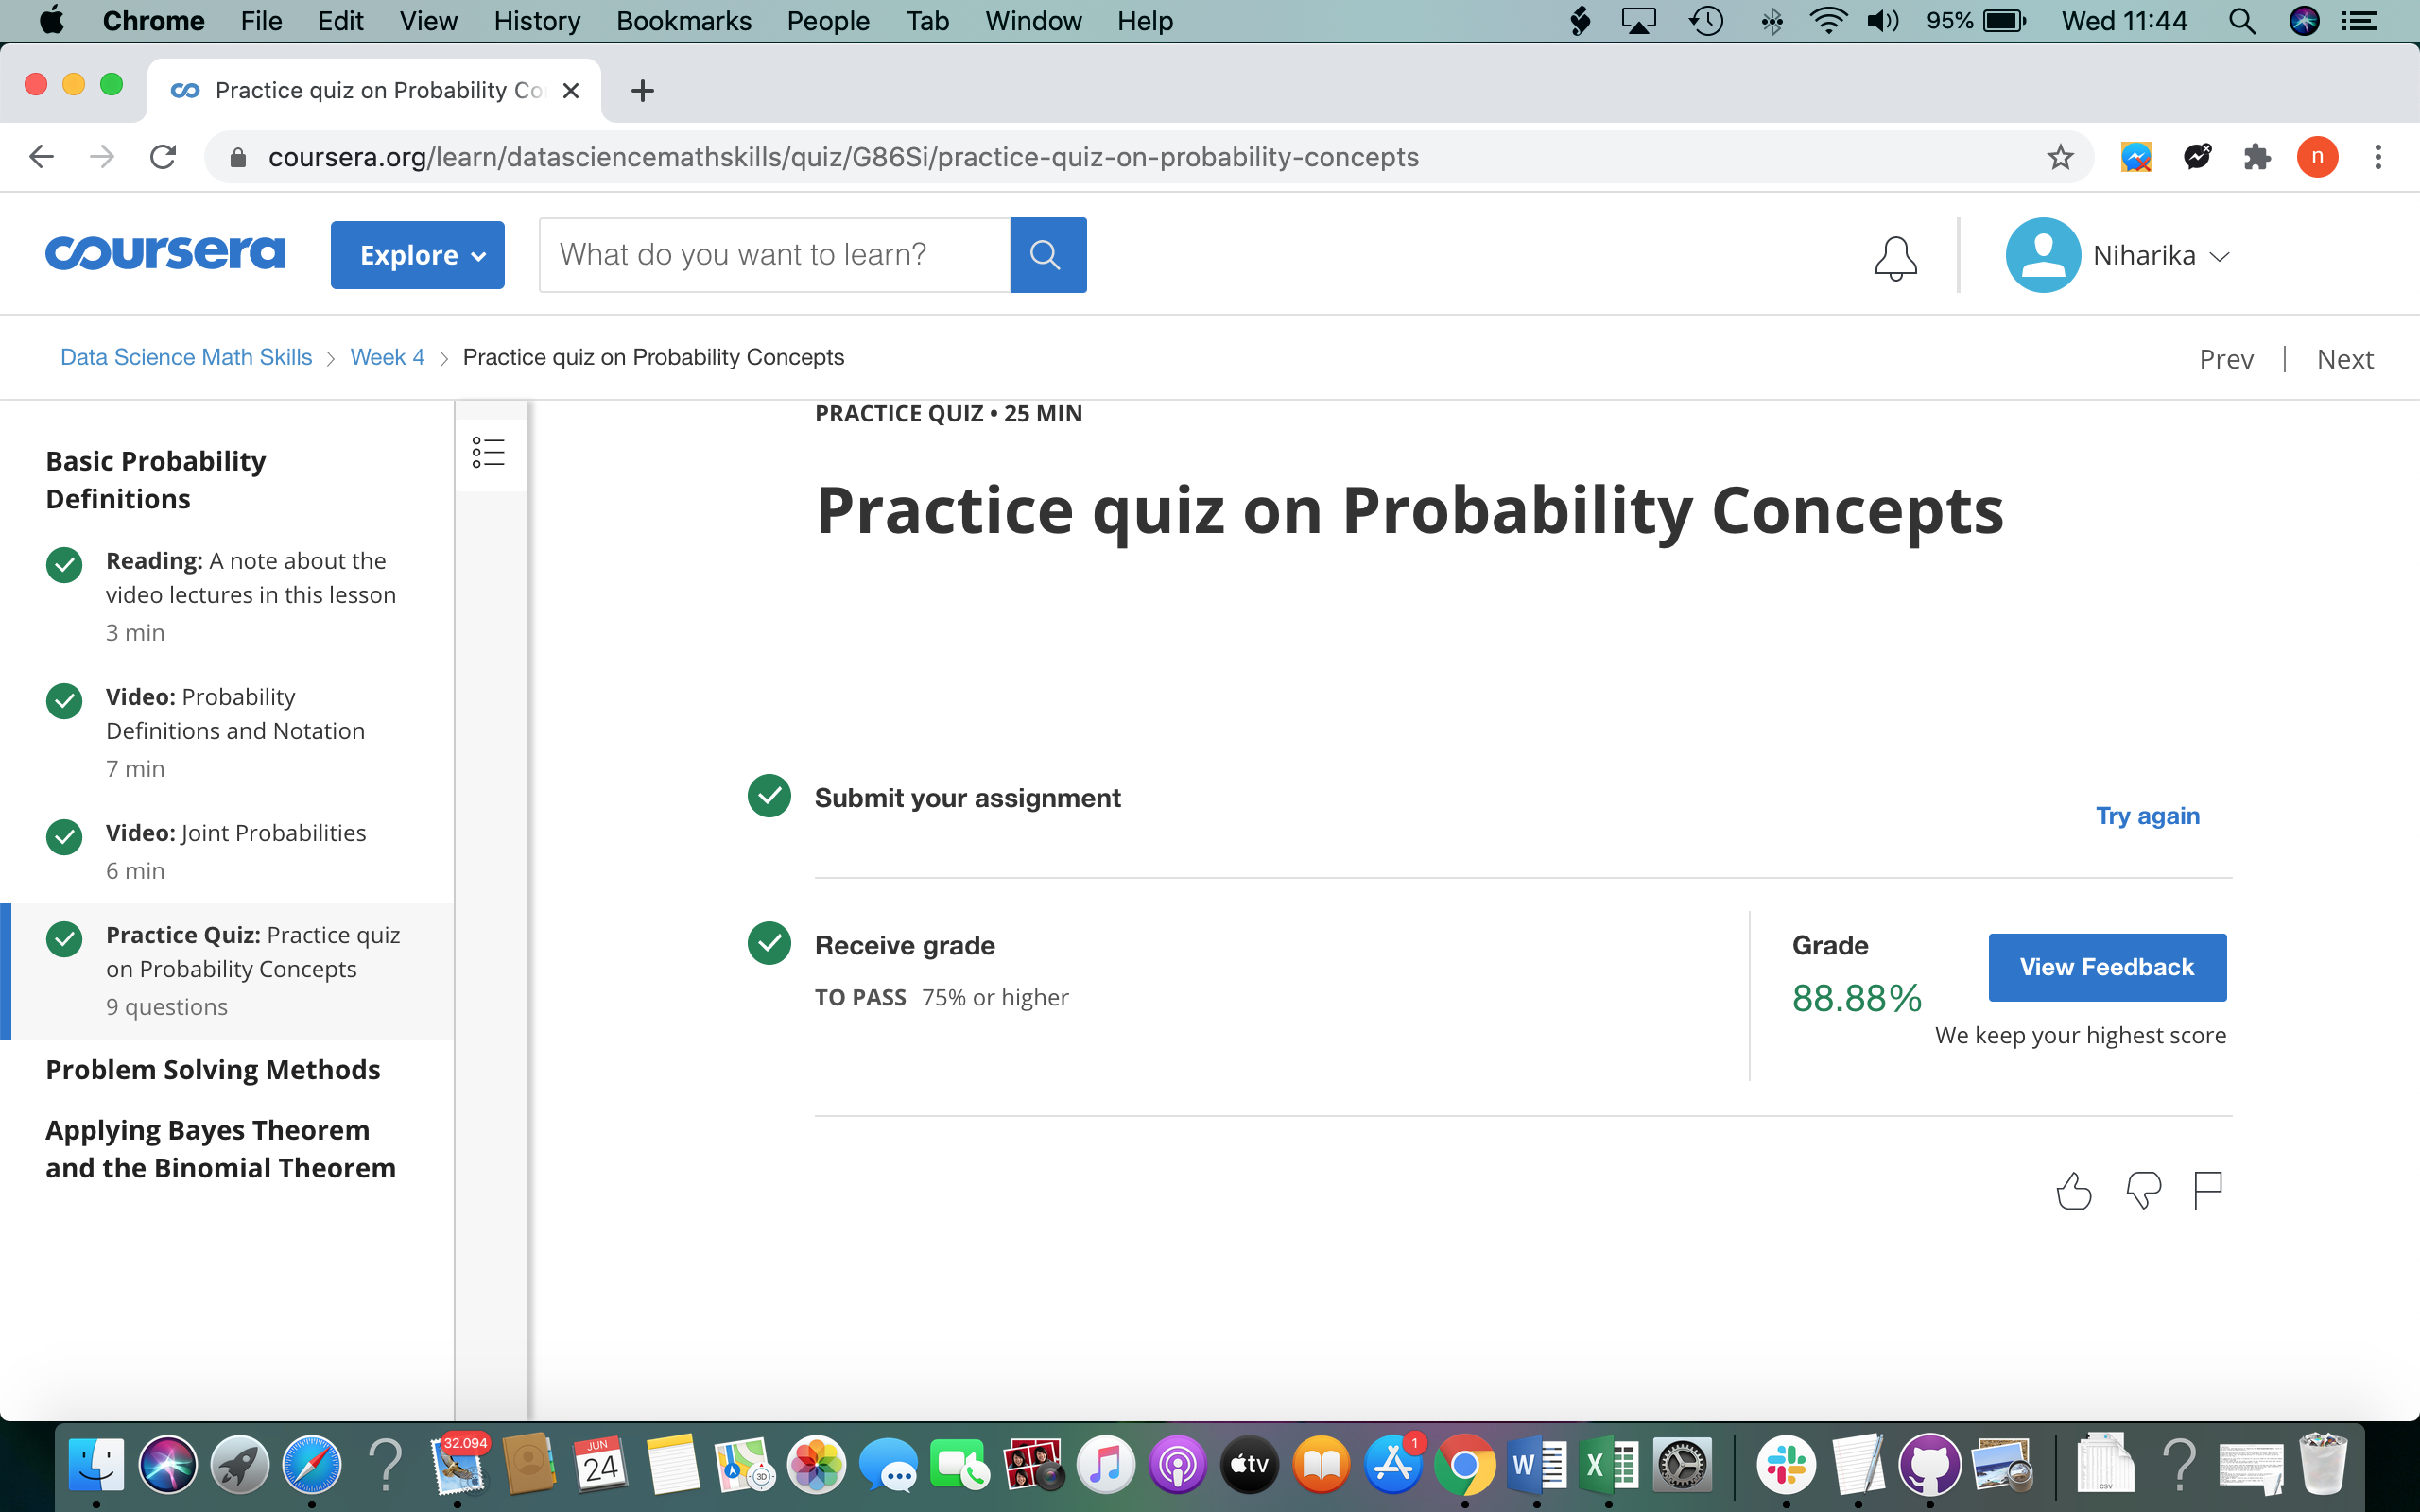 Chrome File Edit View History Bookmarks People Tab Window Help 95% Wed 11:44
Practice quiz on Probability Co
coursera.org/learn/datasciencemathskills/quiz/G86Si/practice-quiz-on-probability-concepts n
coursera Explore What do you want to learn? Niharika
Data Science Math Skills > Week 4 > Practice quiz on Probability Concepts Prev | Next
Basic Probability
Definitions
Reading: A note about the
video lectures in this lesson
3 min
Video: Probability
Definitions and Notation
7 min
Video: Joint Probabilities
6 min
Practice Quiz: Practice quiz
on Probability Concepts
9 questions
Problem Solving Methods
Applying Bayes Theorem
and the Binomial Theorem
PRACTICE QUIZ • 25 MIN
Practice quiz on Probability Concepts
Submit your assignment
Try again
Receive grade
TO PASS 75% or higher
Grade
88.88%
View Feedback
We keep your highest score
32.094 JUN 24 3D tv 1 W X CSV